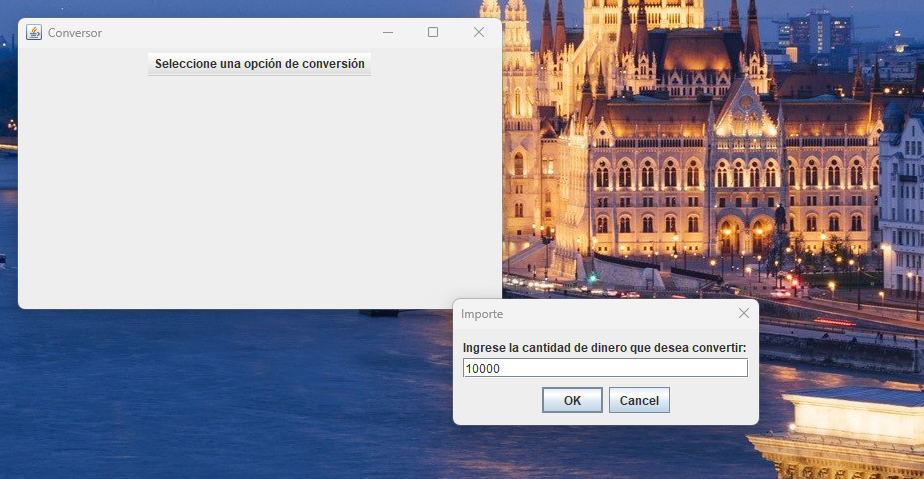 Conversor
Seleccione una opción de conversión
Importe
Ingrese la cantidad de dinero que desea convertir:
10000
OK
Cancel